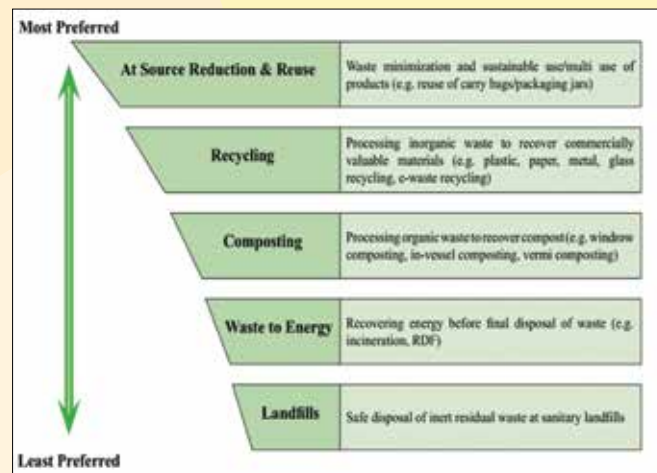 Most Preferred
At Source Reduction & Reuse
Waste minimization and sustainable use/multi use of
products (e.g. reuse of carry bags/packaging jars)
Recycling
Processing inorganic waste to recover commercially
valuable materials (e.g. plastic, paper, metal, glass
recycling, e-waste recycling)
Composting
Processing organic waste to recover compost (e.g. windrow
composting, in-vessel composting, vermi composting)
Waste to Energy
Recovering energy before final disposal of waste (e.g.
incineration, RDF)
Landfills
Safe disposal of inert residual waste at sanitary landfills
Least Preferred